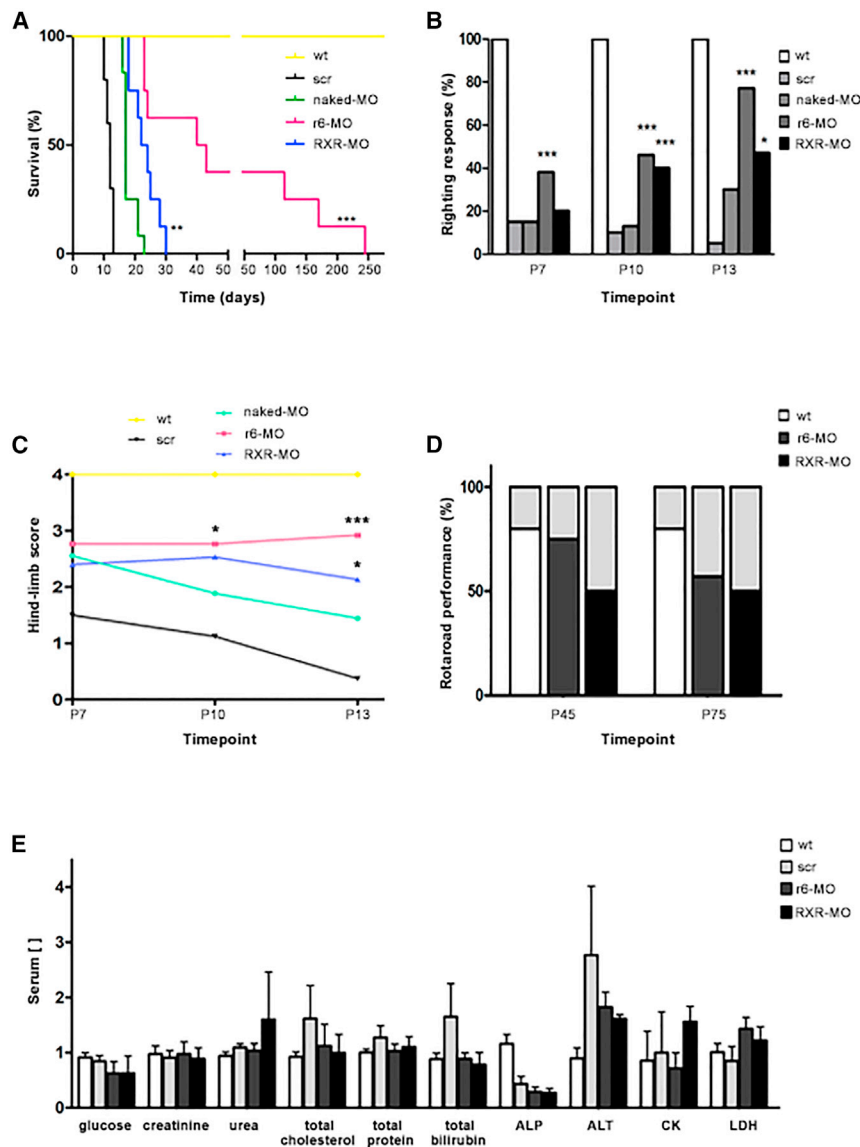 A
Survival (%)
100
50
0
wt
scr
naked-MO
r6-MO
RXR-MO
**
***
0 10 20 30 40 50 50 100 150 200 250
Time (days)
B
Righting response (%)
100
80
60
40
20
0
wt
scr
naked-MO
r6-MO
RXR-MO
***
***
***
***
*
P7 P10 P13
Timepoint
C
wt
scr
naked-MO
r6-MO
RXR-MO
Hind-limb score
4
3
2
1
0
*
***
*
P7 P10 P13
Timepoint
D
wt
r6-MO
RXR-MO
Rotaroad performance (%)
100
50
0
P45 P75
Timepoint
E
wt
scr
r6-MO
RXR-MO
Serum [ ]
4
3
2
1
0
glucose creatinine urea total cholesterol total protein total bilirubin ALP ALT CK LDH